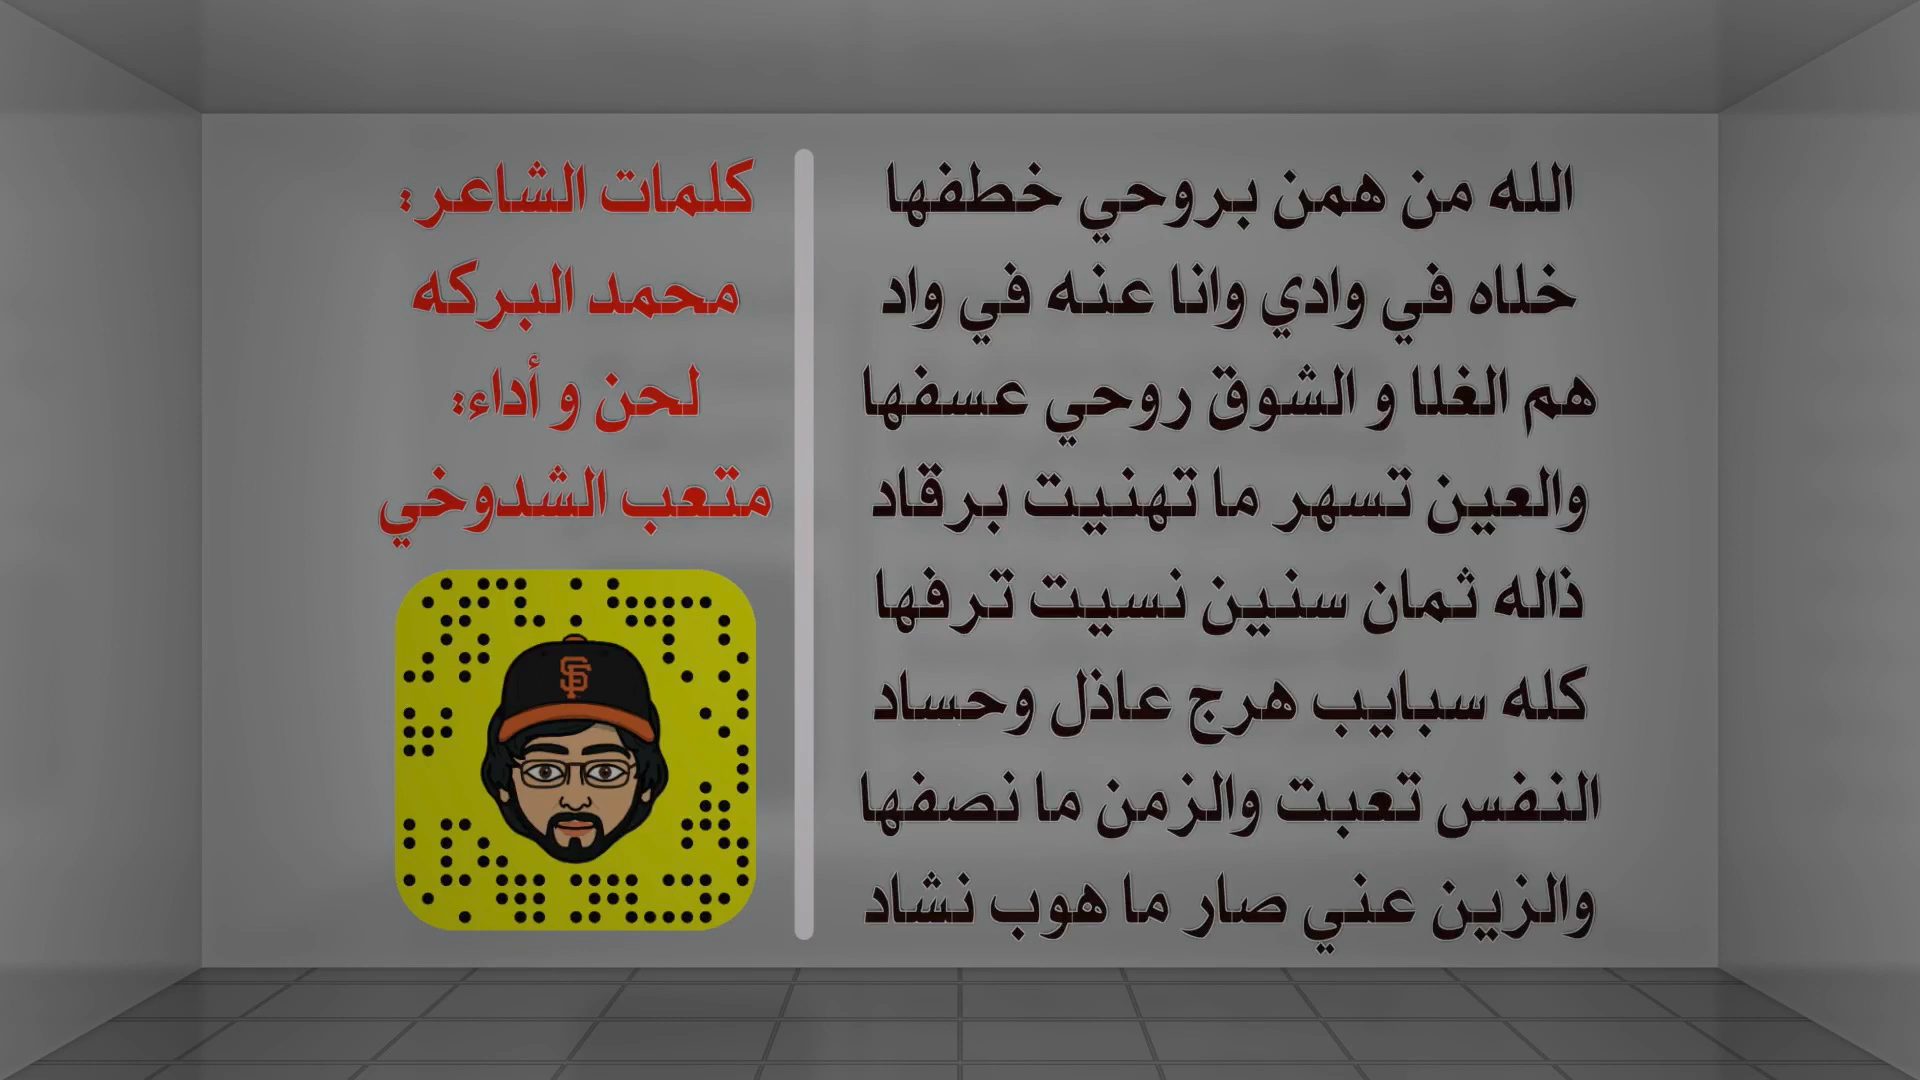 الله من همن بروحي خطفها
خلاه في وادي وانا عنه في واد
هم الغلا و الشوق روحي عسفها
والعين تسهر ما تهنيت برقاد
ذاله ثمان سنين نسيت ترفها
كله سبايب هرج عاذل وحساد
النفس تعبت والزمن ما نصفها
والزين عني صار ما هوب نشاد
كلمات الشاعر:
محمد البركه
لحن و أداء:
متعب الشدوخي
SF